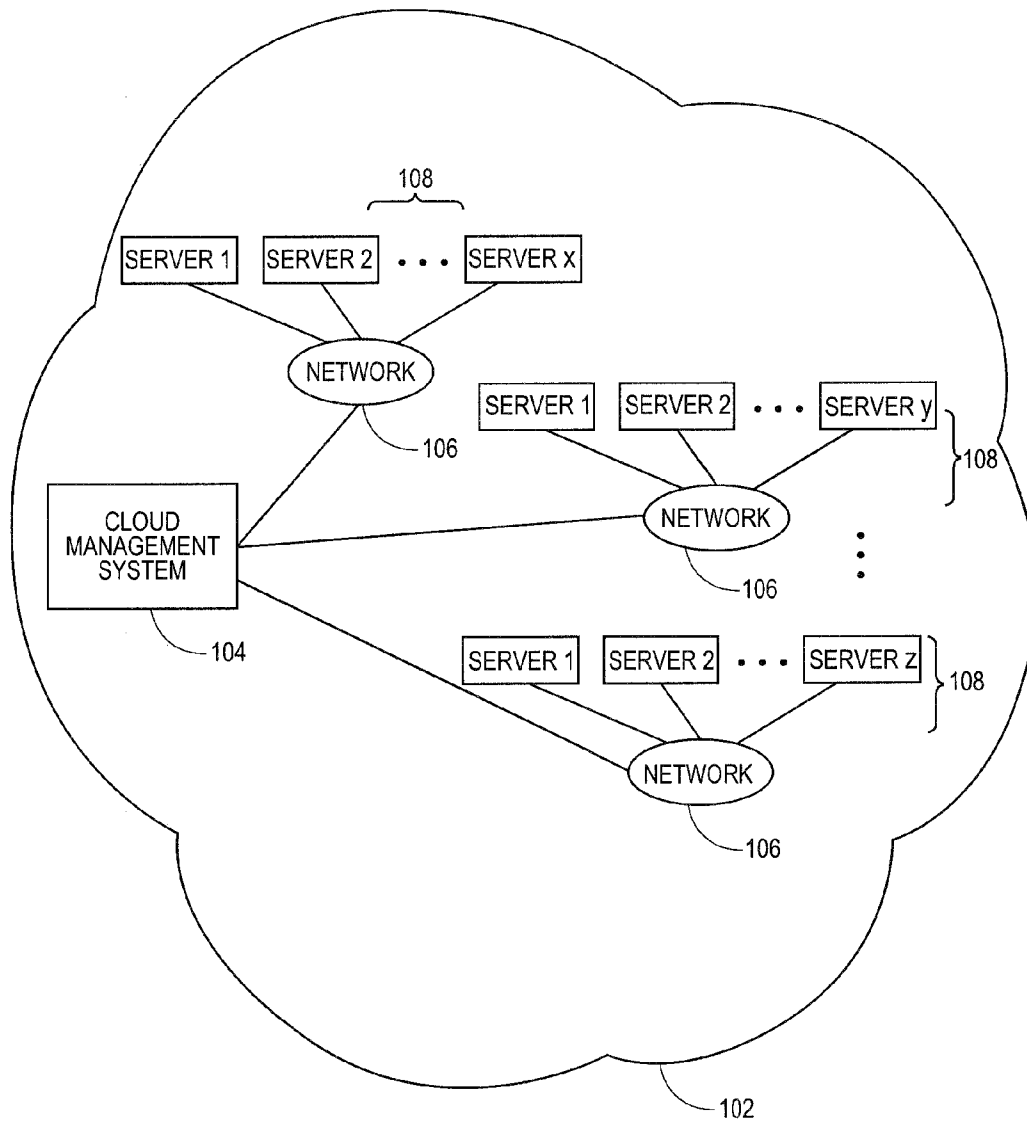 108
SERVER 1
SERVER 2
• • •
SERVER x
NETWORK
106
SERVER 1
SERVER 2
• • •
SERVER y
108
NETWORK
106
CLOUD
MANAGEMENT
SYSTEM
104
SERVER 1
SERVER 2
• • •
SERVER z
108
NETWORK
106
102